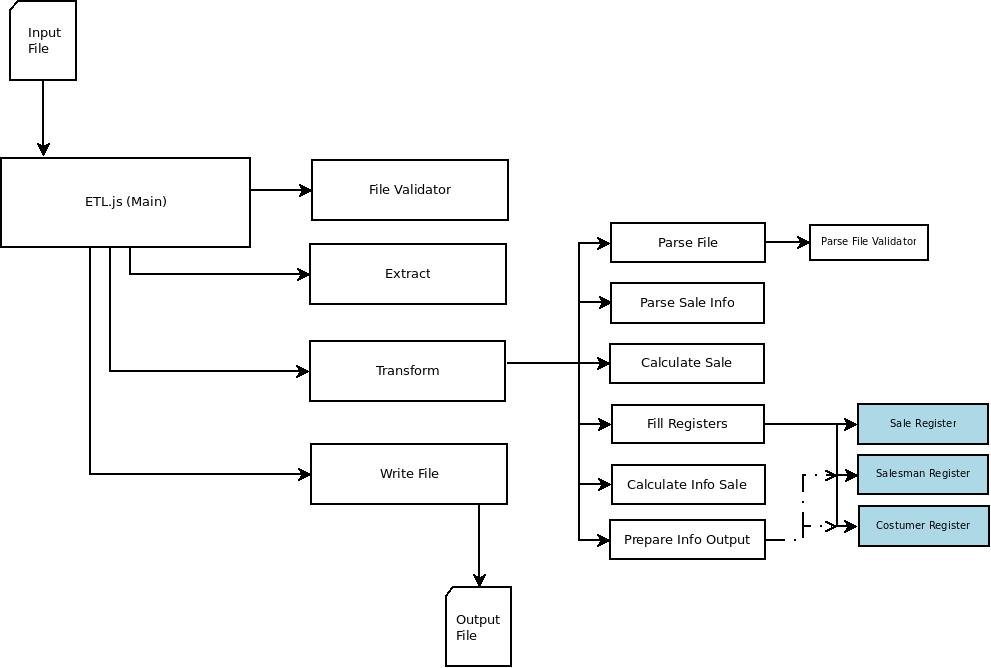 Input
File
ETL.js (Main)
File Validator
Extract
Transform
Write File
Output
File
Parse File
Parse File Validator
Parse Sale Info
Calculate Sale
Fill Registers
Calculate Info Sale
Prepare Info Output
Sale Register
Salesman Register
Costumer Register